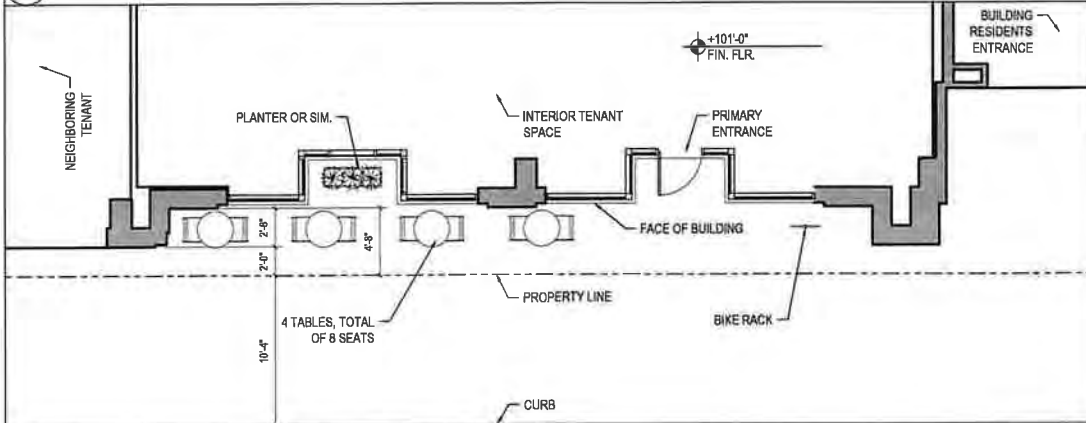 BUILDING
RESIDENTS
ENTRANCE
+101'-0"
FIN. FLR.
NEIGHBORING
TENANT
PLANTER OR SIM.
INTERIOR TENANT
SPACE
PRIMARY
ENTRANCE
2'-8"
4'-8"
FACE OF BUILDING
2'-0"
PROPERTY LINE
4 TABLES, TOTAL
OF 8 SEATS
BIKE RACK
10'-4"
CURB